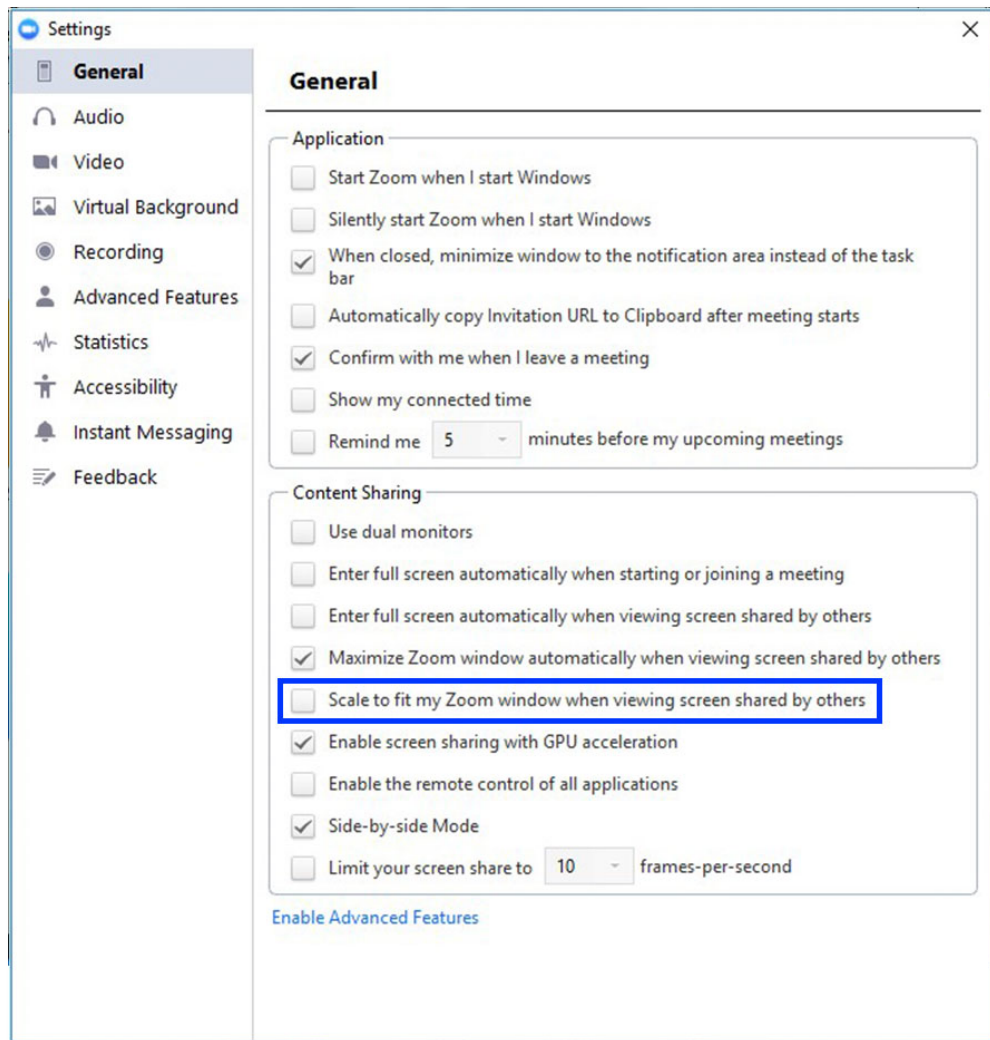 Settings
General
Audio
Video
Virtual Background
Recording
Advanced Features
Statistics
Accessibility
Instant Messaging
Feedback
General
Application
Start Zoom when I start Windows
Silently start Zoom when I start Windows
When closed, minimize window to the notification area instead of the task
bar
Automatically copy Invitation URL to Clipboard after meeting starts
Confirm with me when I leave a meeting
Show my connected time
Remind me 5 minutes before my upcoming meetings
Content Sharing
Use dual monitors
Enter full screen automatically when starting or joining a meeting
Enter full screen automatically when viewing screen shared by others
Maximize Zoom window automatically when viewing screen shared by others
Scale to fit my Zoom window when viewing screen shared by others
Enable screen sharing with GPU acceleration
Enable the remote control of all applications
Side-by-side Mode
Limit your screen share to 10 frames-per-second
Enable Advanced Features